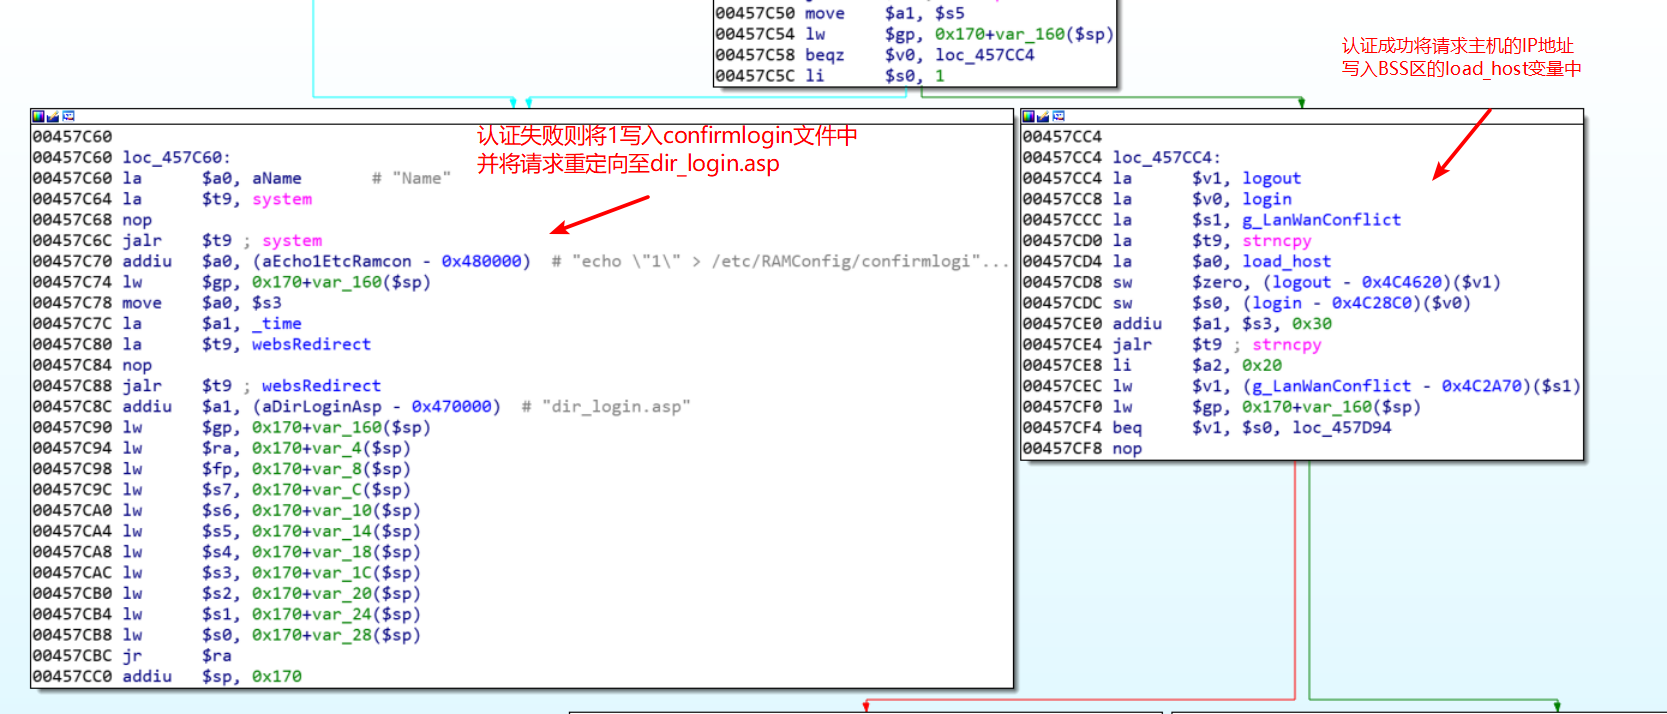 00457C50 move $a1, $s5
00457C54 lw $gp, 0x170+var_160($sp)
00457C58 beqz $v0, loc_457CC4
00457C5C li $s0, 1
认证成功将请求主机的IP地址
写入BSS区的load_host变量中
认证失败则将1写入confirmlogin文件中
并将请求重定向至dir_login.asp
00457C60
00457C60 loc_457C60:
00457C60 la $a0, aName # "Name"
00457C64 la $t9, system
00457C68 nop
00457C6C jalr $t9 ; system
00457C70 addiu $a0, (aEcho1EtcRamcon - 0x480000) # "echo \"1\" > /etc/RAMConfig/confirmlogi"...
00457C74 lw $gp, 0x170+var_160($sp)
00457C78 move $a0, $s3
00457C7C la $a1, _time
00457C80 la $t9, websRedirect
00457C84 nop
00457C88 jalr $t9 ; websRedirect
00457C8C addiu $a1, (aDirLoginAsp - 0x470000) # "dir_login.asp"
00457C90 lw $gp, 0x170+var_160($sp)
00457C94 lw $ra, 0x170+var_4($sp)
00457C98 lw $fp, 0x170+var_8($sp)
00457C9C lw $s7, 0x170+var_C($sp)
00457CA0 lw $s6, 0x170+var_10($sp)
00457CA4 lw $s5, 0x170+var_14($sp)
00457CA8 lw $s4, 0x170+var_18($sp)
00457CAC lw $s3, 0x170+var_1C($sp)
00457CB0 lw $s2, 0x170+var_20($sp)
00457CB4 lw $s1, 0x170+var_24($sp)
00457CB8 lw $s0, 0x170+var_28($sp)
00457CBC jr $ra
00457CC0 addiu $sp, 0x170
00457CC4
00457CC4 loc_457CC4:
00457CC4 la $v1, logout
00457CC8 la $v0, login
00457CCC la $s1, g_LanWanConflict
00457CD0 la $t9, strncpy
00457CD4 la $a0, load_host
00457CD8 sw $zero, (logout - 0x4C4620)($v1)
00457CDC sw $s0, (login - 0x4C28C0)($v0)
00457CE0 addiu $a1, $s3, 0x30
00457CE4 jalr $t9 ; strncpy
00457CE8 li $a2, 0x20
00457CEC lw $v1, (g_LanWanConflict - 0x4C2A70)($s1)
00457CF0 lw $gp, 0x170+var_160($sp)
00457CF4 beq $v1, $s0, loc_457D94
00457CF8 nop